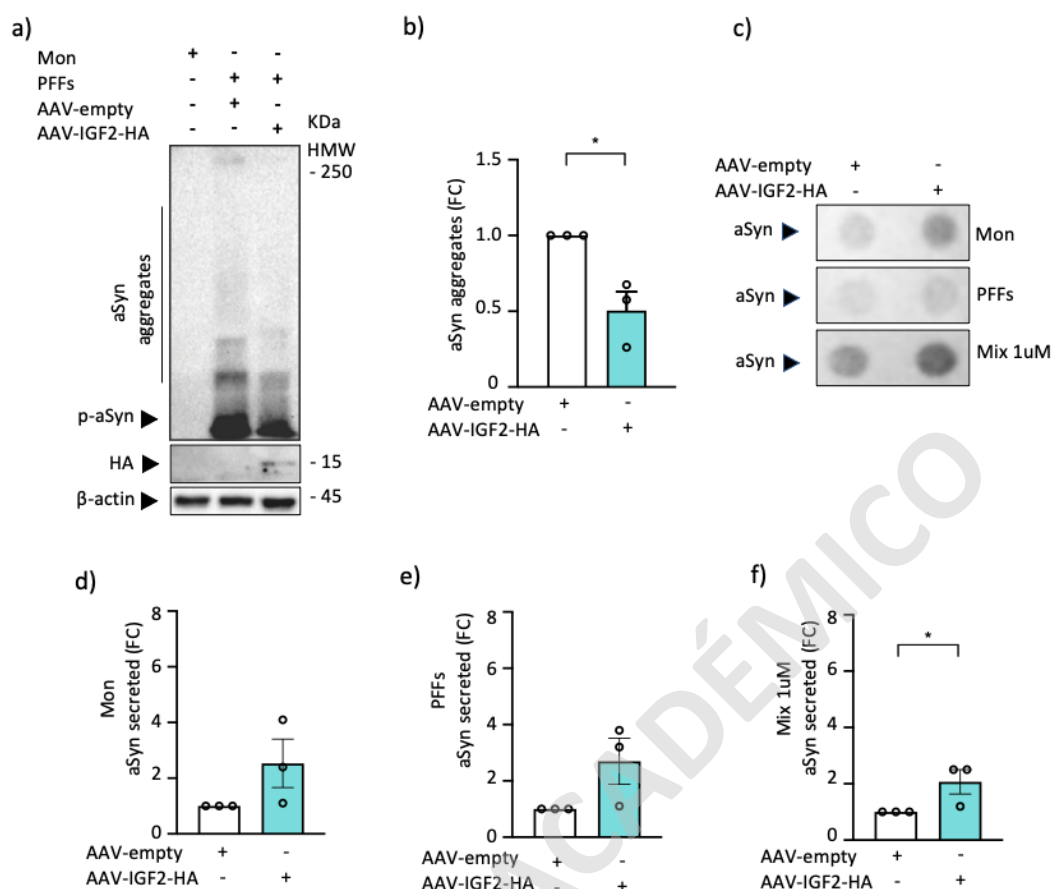 a)
Mon + - -
PFFs - + +
AAV-empty - + -
AAV-IGF2-HA - - +
KDa
HMW
- 250
aSyn
aggregates
p-aSyn
HA
- 15
β-actin
- 45
b)
aSyn aggregates (FC)
1.5
*
1.0
0.5
0
AAV-empty + -
AAV-IGF2-HA - +
c)
AAV-empty + -
AAV-IGF2-HA - +
aSyn Mon
aSyn PFFs
aSyn Mix 1uM
d)
Mon
aSyn secreted (FC)
8
6
4
2
0
AAV-empty + -
AAV-IGF2-HA - +
e)
PFFs
aSyn secreted (FC)
8
6
4
2
0
AAV-empty + -
AAV-IGF2-HA - +
f)
Mix 1uM
aSyn secreted (FC)
8
*
6
4
2
0
AAV-empty + -
AAV-IGF2-HA - +
ACADÉMICO